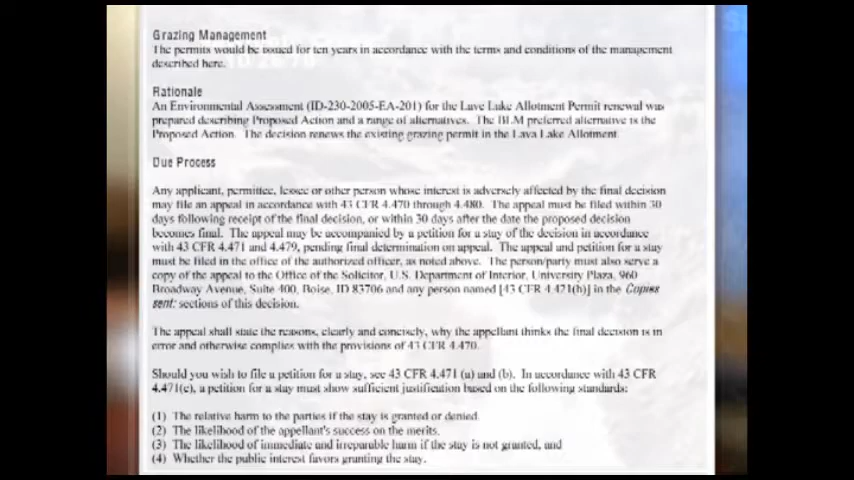 Grazing Management
The permits would be issued for ten years in accordance with the terms and conditions of the management
described here.
Rationale
An Environmental Assessment (ID-230-2005-EA-201) for the Lave Lake Allotment Permit renewal was
prepared describing Proposed Action and a range of alternatives. The BLM preferred alternative is the
Proposed Action. The decision renews the existing grazing permit in the Lava Lake Allotment.
Due Process
Any applicant, permittee, lessee or other person whose interest is adversely affected by the final decision
may file an appeal in accordance with 43 CFR 4.470 through 4.480. The appeal must be filed within 30
days following receipt of the final decision, or within 30 days after the date the proposed decision
becomes final. The appeal may be accompanied by a petition for a stay of the decision in accordance
with 43 CFR 4.471 and 4.479, pending final determination on appeal. The appeal and petition for a stay
must be filed in the office of the authorized officer, as noted above. The person/party must also serve a
copy of the appeal to the Office of the Solicitor, U.S. Department of Interior, University Plaza, 960
Broadway Avenue, Suite 400, Boise, ID 83706 and any person named [43 CFR 4.421(h)] in the Copies
sent: sections of this decision.
The appeal shall state the reasons, clearly and concisely, why the appellant thinks the final decision is in
error and otherwise complies with the provisions of 43 CFR 4.470.
Should you wish to file a petition for a stay, see 43 CFR 4.471 (a) and (b). In accordance with 43 CFR
4.471(c), a petition for a stay must show sufficient justification based on the following standards:
(1) The relative harm to the parties if the stay is granted or denied.
(2) The likelihood of the appellant's success on the merits.
(3) The likelihood of immediate and irreparable harm if the stay is not granted, and
(4) Whether the public interest favors granting the stay.